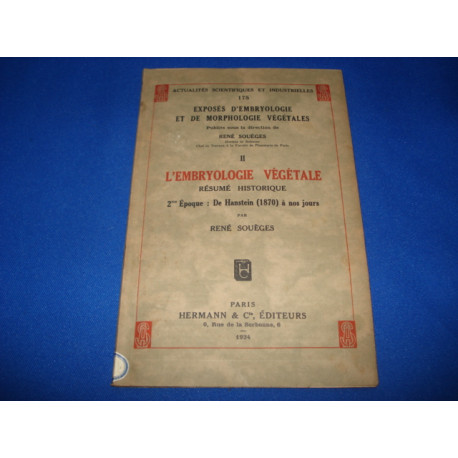 ACTUALITÉS SCIENTIFIQUES ET INDUSTRIELLES
175
EXPOSÉS D'EMBRYOLOGIE
ET DE MORPHOLOGIE VÉGÉTALES
Publiés sous la direction de
RENÉ SOUÈGES
II
L'EMBRYOLOGIE VÉGÉTALE
RÉSUMÉ HISTORIQUE
2me Époque : De Hanstein (1870) à nos jours
PAR
RENÉ SOUÈGES
HC
PARIS
HERMANN & Cie, ÉDITEURS
6, Rue de la Sorbonne, 6
1934